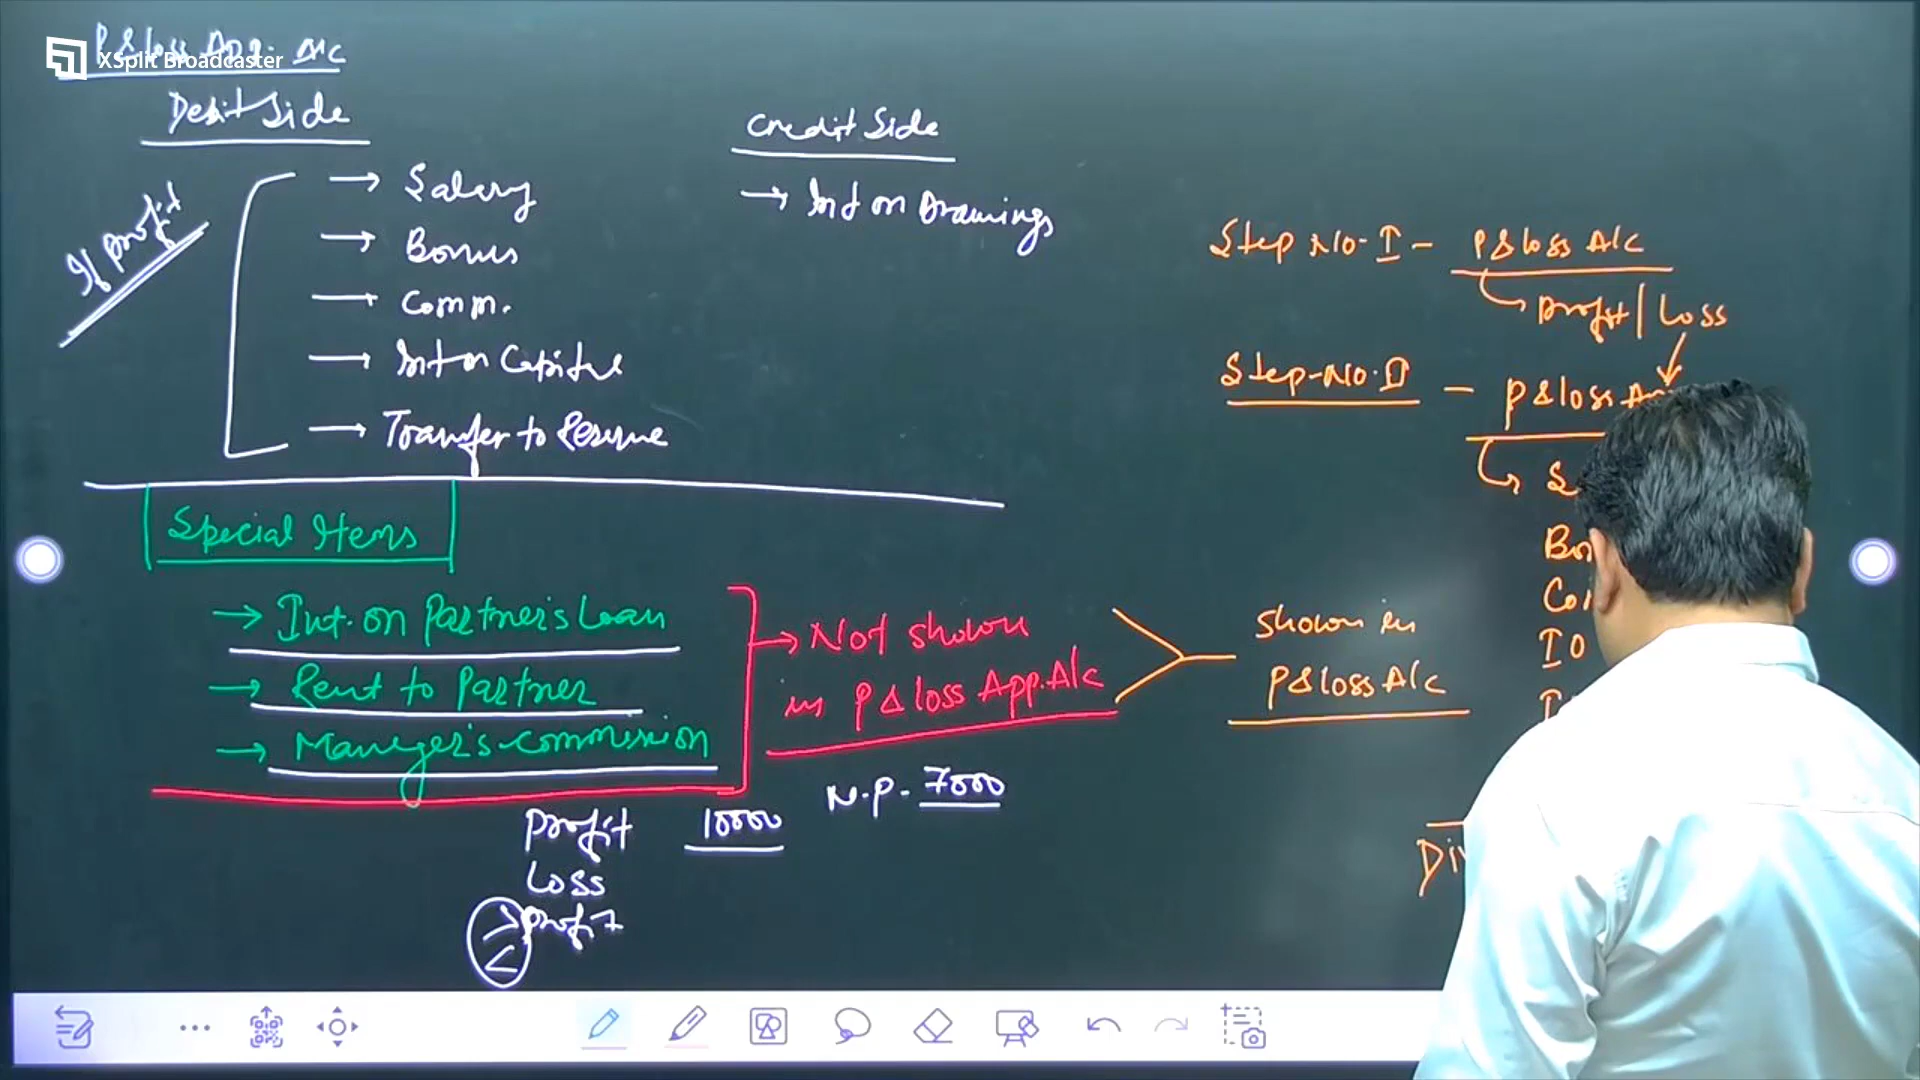 P & Loss App. A/c
XSplit Broadcaster
Debit Side
If profit
→ Salary
→ Bonus
→ Comm.
→ Int on Capital
→ Transfer to Reserve
Credit Side
→ Int on Drawings
Special Items
→ Int. on Partner's Loan
→ Rent to Partner
→ Manager's Commission
→ Not shown
in P & Loss App. A/c
shown in
P & Loss A/c
N.P. 7000
Profit 10000
Loss
> Profit
<
Step No. I - P & Loss A/c
Profit | Loss
Step-No. II - P & Loss
IO